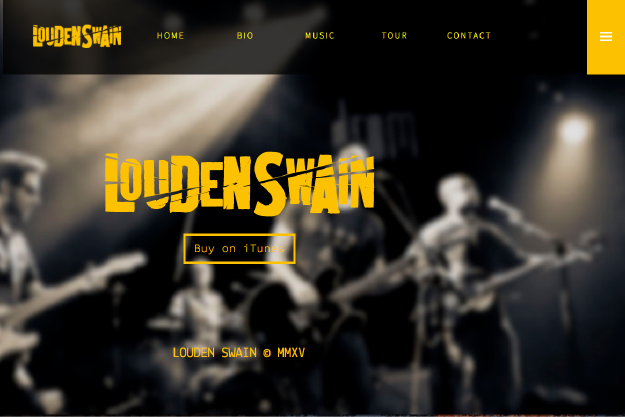 LOUDEN SWAIN
HOME
BIO
MUSIC
TOUR
CONTACT
LOUDEN SWAIN
Buy on iTunes
LOUDEN SWAIN © MMXV